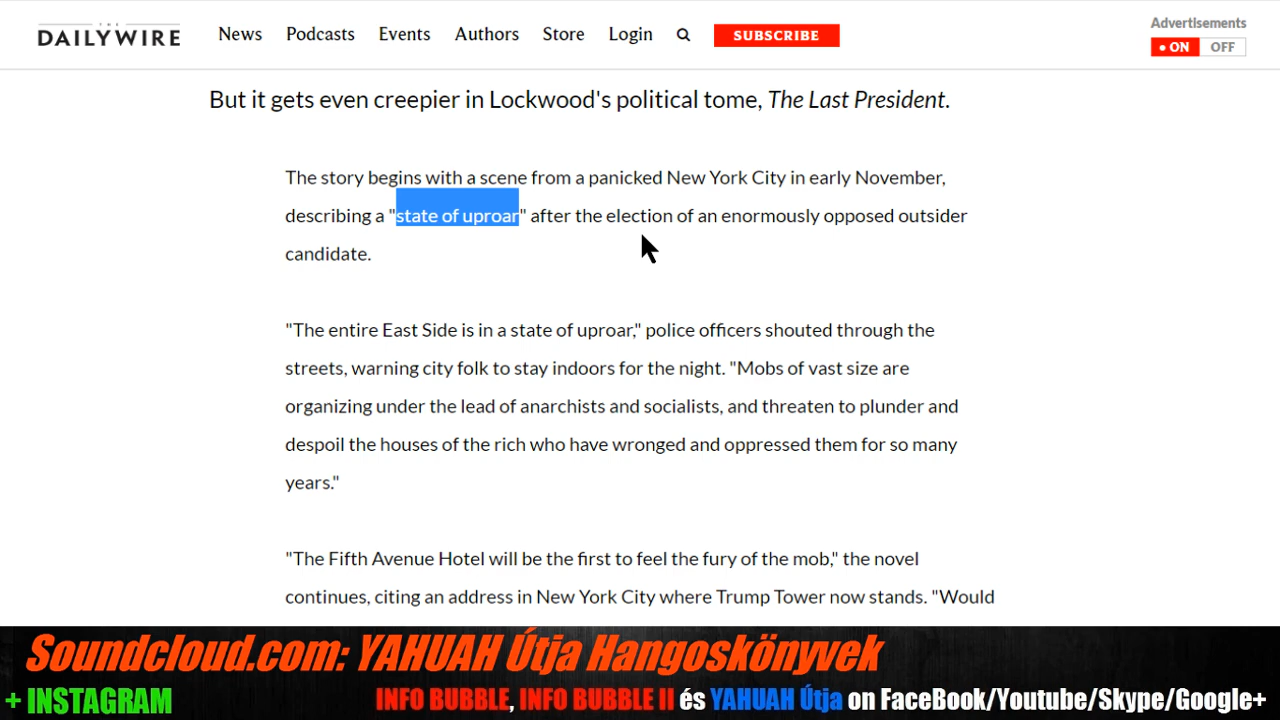 THE
DAILYWIRE
News Podcasts Events Authors Store Login SUBSCRIBE
Advertisements
ON OFF
But it gets even creepier in Lockwood's political tome, The Last President.
The story begins with a scene from a panicked New York City in early November,
describing a "state of uproar" after the election of an enormously opposed outsider
candidate.
"The entire East Side is in a state of uproar," police officers shouted through the
streets, warning city folk to stay indoors for the night. "Mobs of vast size are
organizing under the lead of anarchists and socialists, and threaten to plunder and
despoil the houses of the rich who have wronged and oppressed them for so many
years."
"The Fifth Avenue Hotel will be the first to feel the fury of the mob," the novel
continues, citing an address in New York City where Trump Tower now stands. "Would
Soundcloud.com: YAHUAH Útja Hangoskönyvek
+ INSTAGRAM INFO BUBBLE, INFO BUBBLE II és YAHUAH Útja on FaceBook/Youtube/Skype/Google+